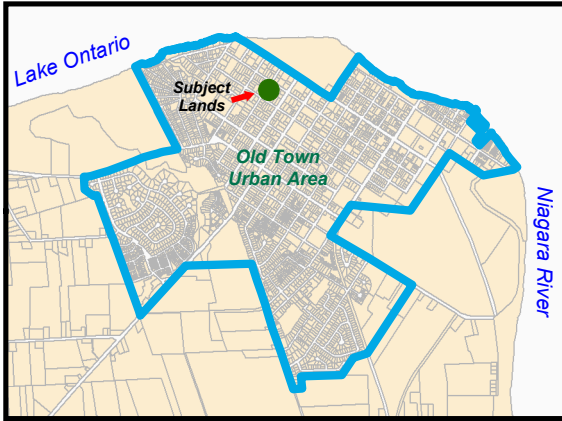 Lake Ontario
Subject
Lands
Old Town
Urban Area
Niagara River